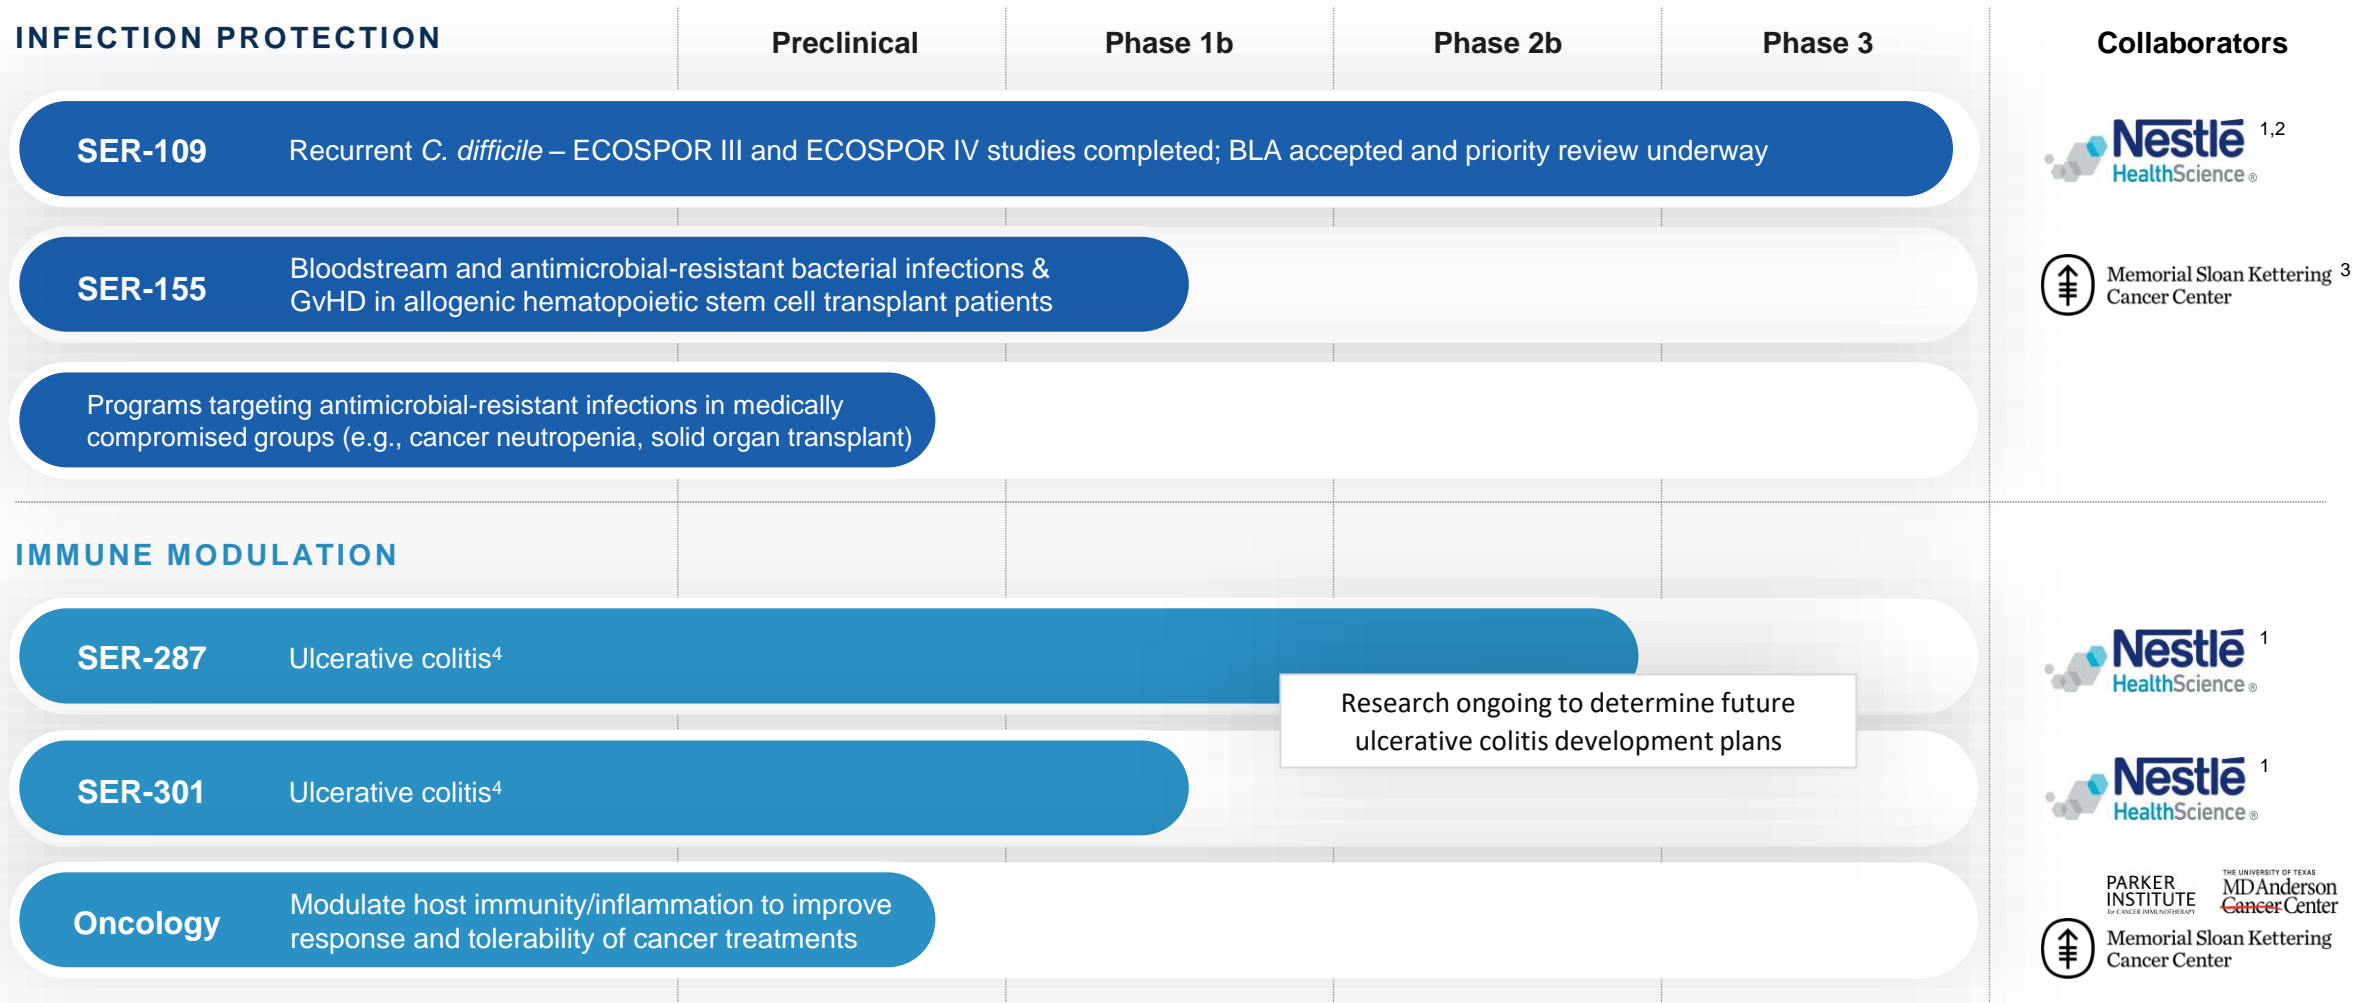 INFECTION PROTECTION
Preclinical
Phase 1b
Phase 2b
Phase 3
Collaborators
SER-109
Recurrent C. difficile – ECOSPOR III and ECOSPOR IV studies completed; BLA accepted and priority review underway
Nestlé 1,2
HealthScience ®
SER-155
Bloodstream and antimicrobial-resistant bacterial infections &
GvHD in allogenic hematopoietic stem cell transplant patients
Memorial Sloan Kettering 3
Cancer Center
Programs targeting antimicrobial-resistant infections in medically
compromised groups (e.g., cancer neutropenia, solid organ transplant)
IMMUNE MODULATION
SER-287
Ulcerative colitis4
Nestlé 1
HealthScience ®
Research ongoing to determine future
ulcerative colitis development plans
SER-301
Ulcerative colitis4
Nestlé 1
HealthScience ®
Oncology
Modulate host immunity/inflammation to improve
response and tolerability of cancer treatments
PARKER
INSTITUTE
for CANCER IMMUNOTHERAPY
THE UNIVERSITY OF TEXAS
MDAnderson
Cancer Center
Memorial Sloan Kettering
Cancer Center